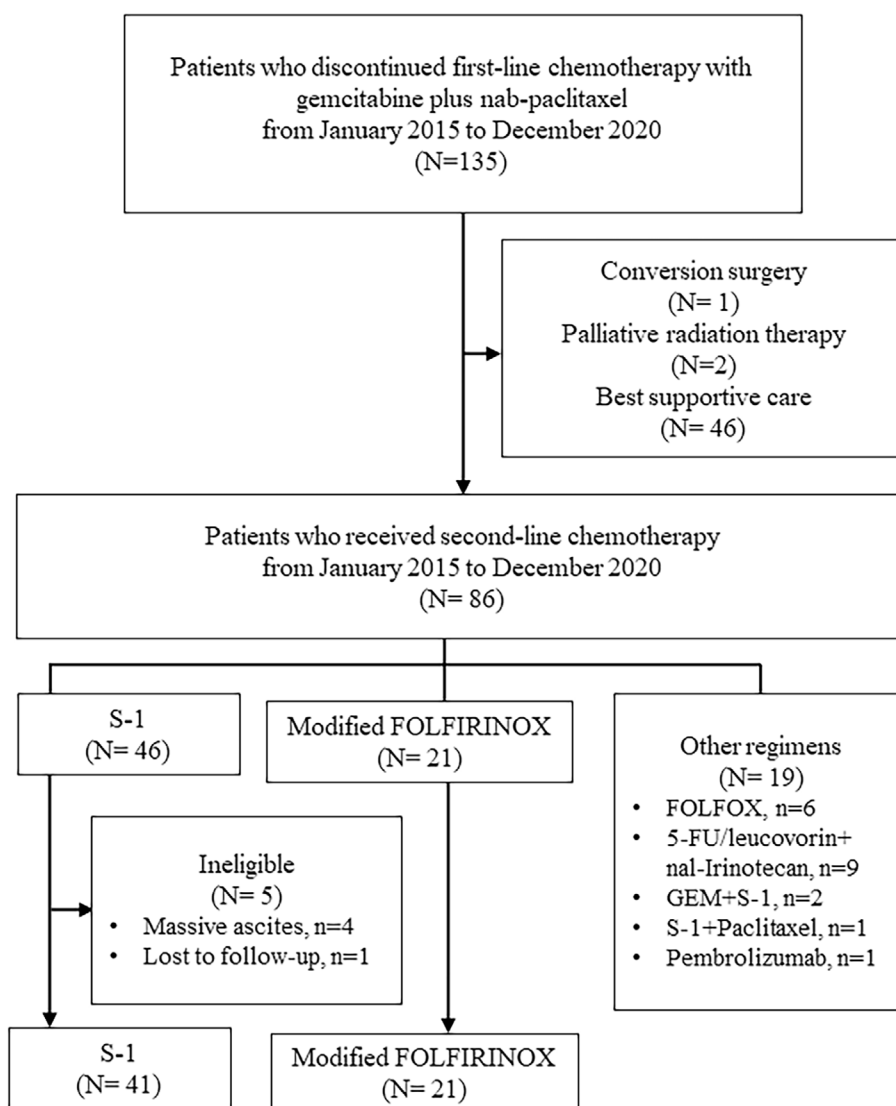 Patients who discontinued first-line chemotherapy with
gemcitabine plus nab-paclitaxel
from January 2015 to December 2020
(N=135)
Conversion surgery
(N= 1)
Palliative radiation therapy
(N=2)
Best supportive care
(N= 46)
Patients who received second-line chemotherapy
from January 2015 to December 2020
(N= 86)
S-1
(N= 46)
Modified FOLFIRINOX
(N= 21)
Other regimens
(N= 19)
• FOLFOX, n=6
• 5-FU/leucovorin+
nal-Irinotecan, n=9
• GEM+S-1, n=2
• S-1+Paclitaxel, n=1
• Pembrolizumab, n=1
Ineligible
(N= 5)
• Massive ascites, n=4
• Lost to follow-up, n=1
S-1
(N= 41)
Modified FOLFIRINOX
(N= 21)